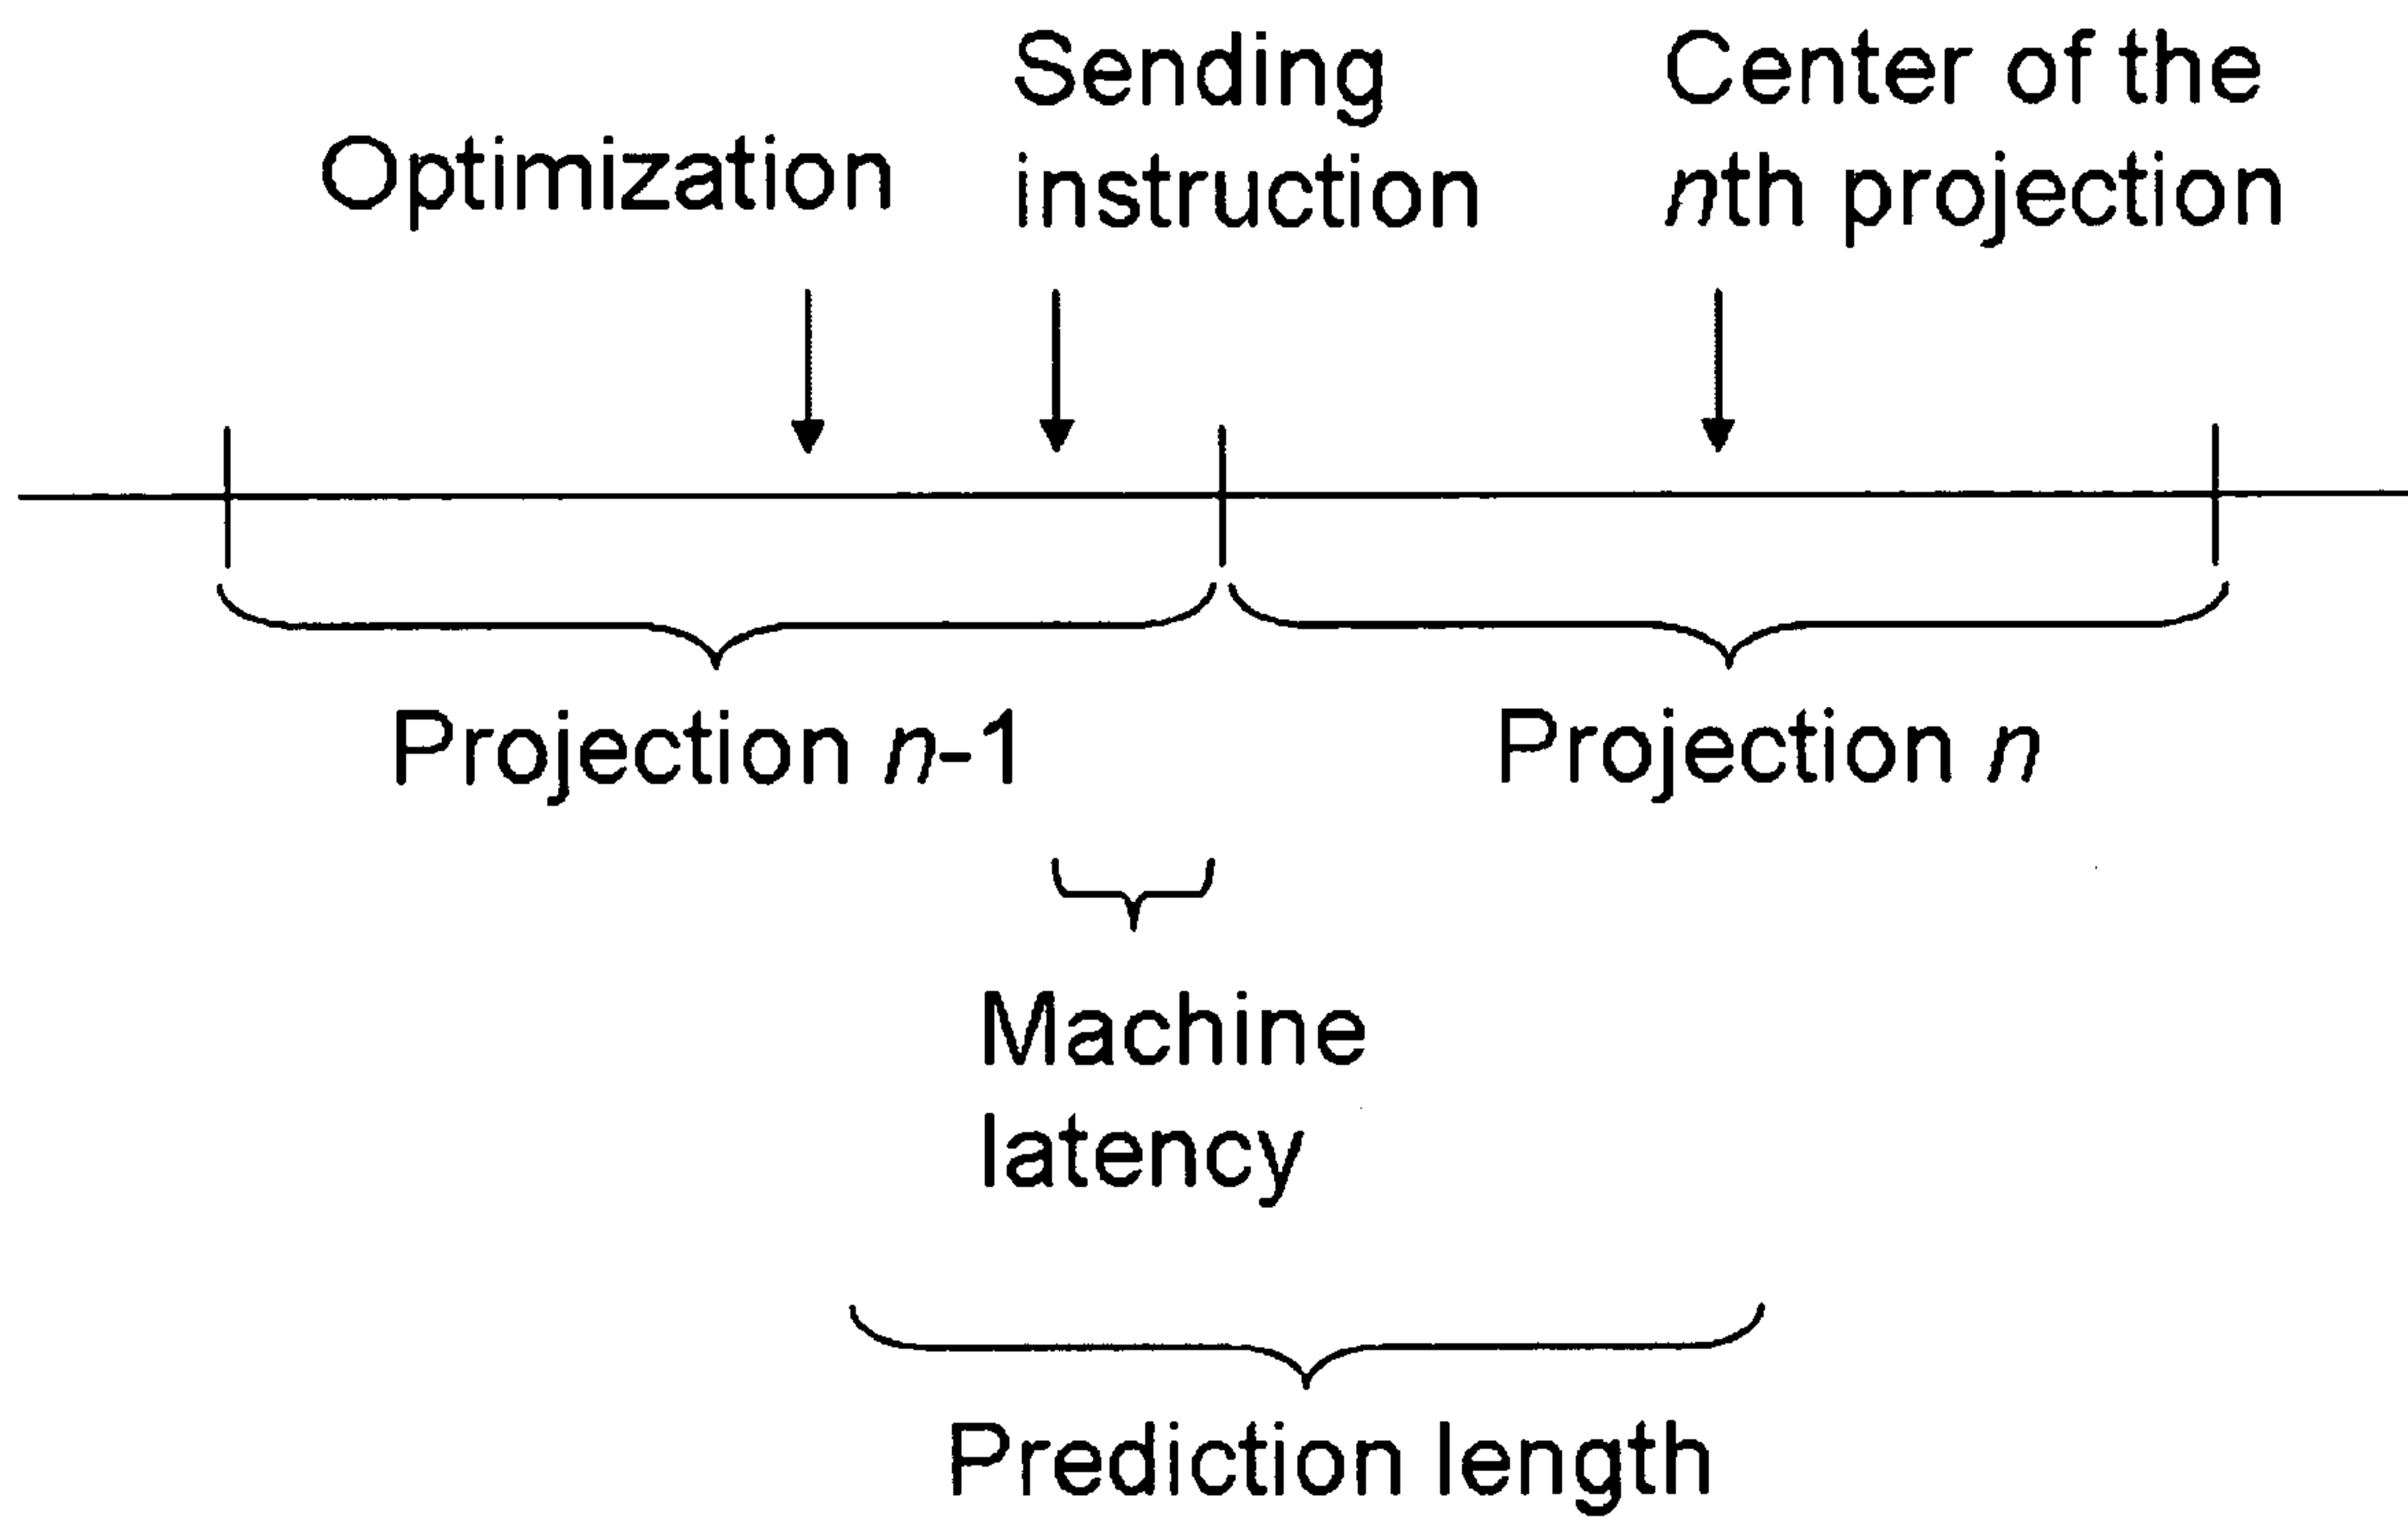 Optimization
Sending
instruction
Center of the
nth projection
Projection n-1
Projection n
Machine
latency
Prediction length